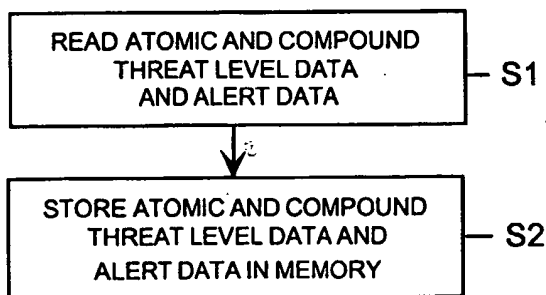 READ ATOMIC AND COMPOUND
THREAT LEVEL DATA
AND ALERT DATA
S1
STORE ATOMIC AND COMPOUND
THREAT LEVEL DATA AND
ALERT DATA IN MEMORY
S2